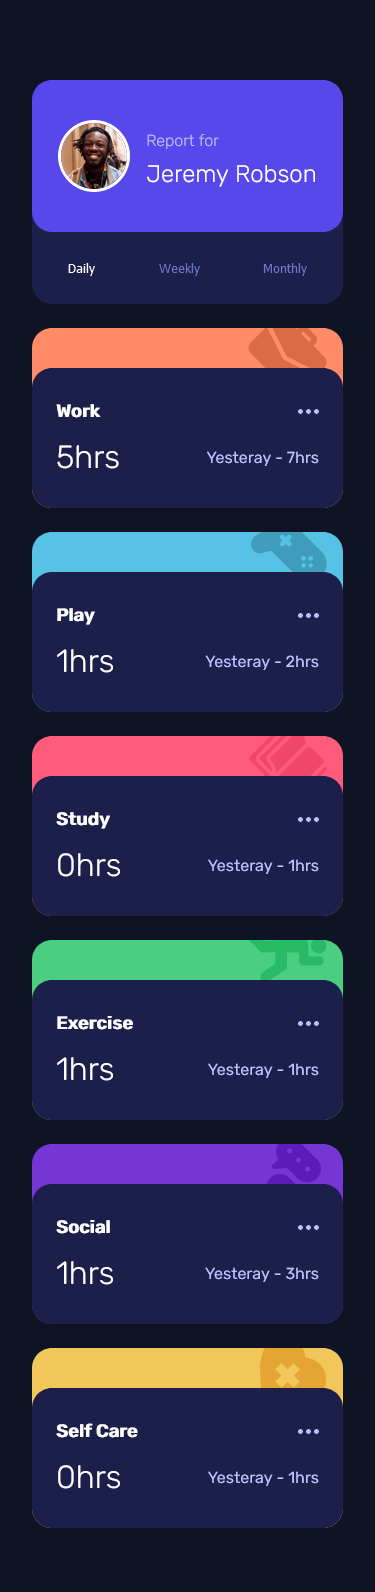 Report for
Jeremy Robson
Daily Weekly Monthly
Work
5hrs Yesteray - 7hrs
Play
1hrs Yesteray - 2hrs
Study
0hrs Yesteray - 1hrs
Exercise
1hrs Yesteray - 1hrs
Social
1hrs Yesteray - 3hrs
Self Care
0hrs Yesteray - 1hrs